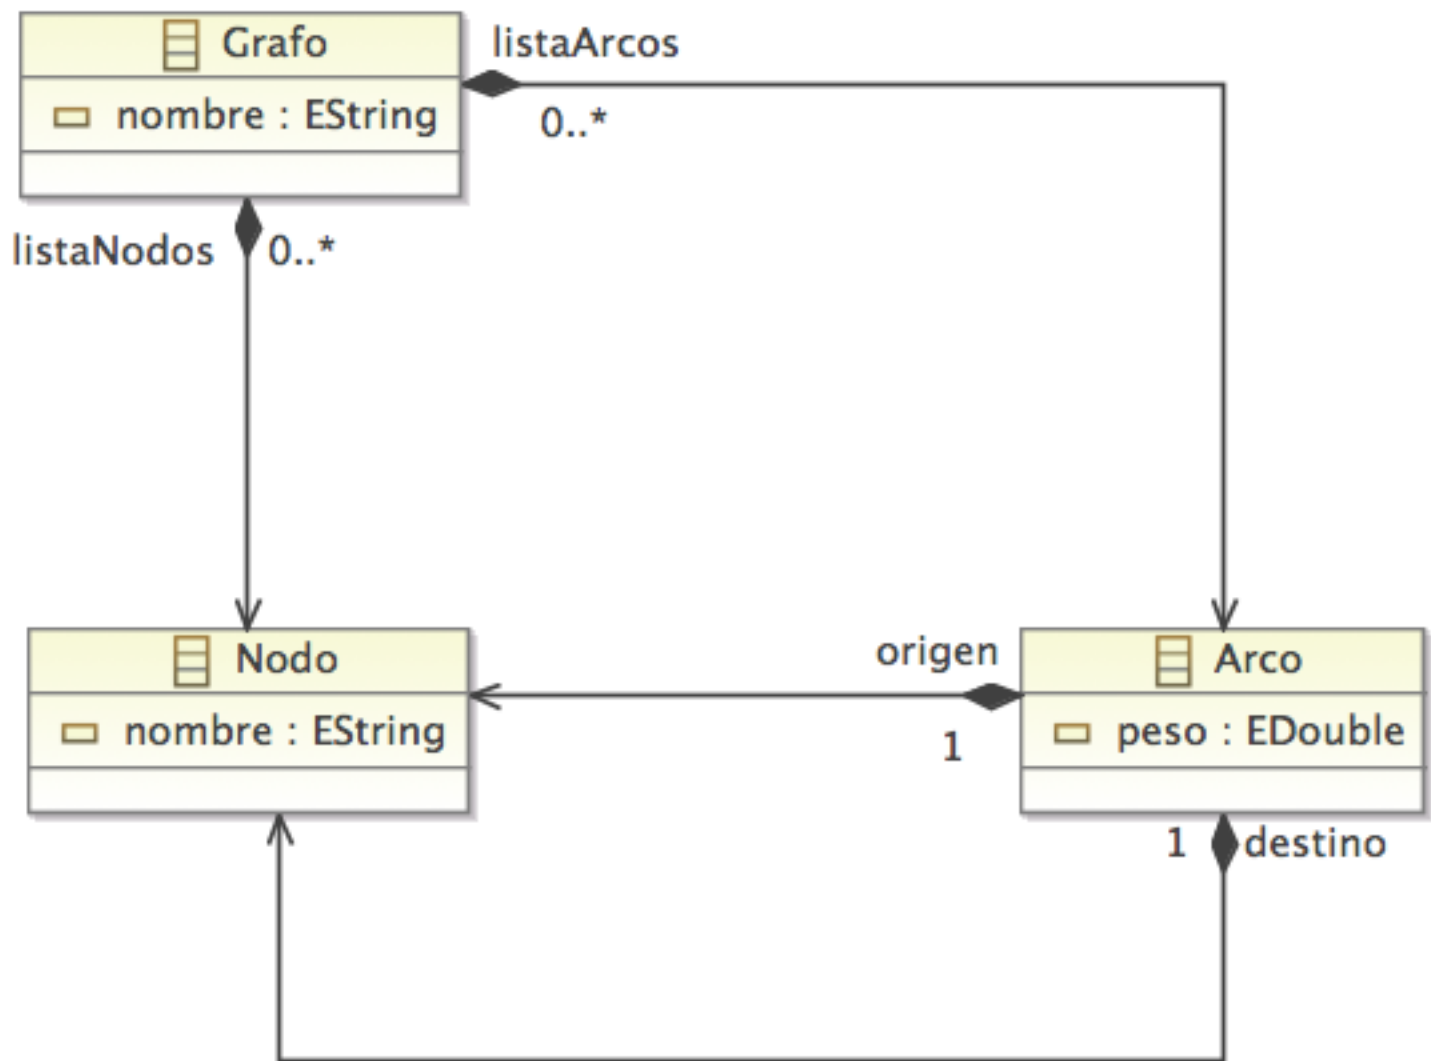 Grafo
nombre : EString
listaArcos
0..*
listaNodos
0..*
Nodo
nombre : EString
origen
1
Arco
peso : EDouble
1
destino